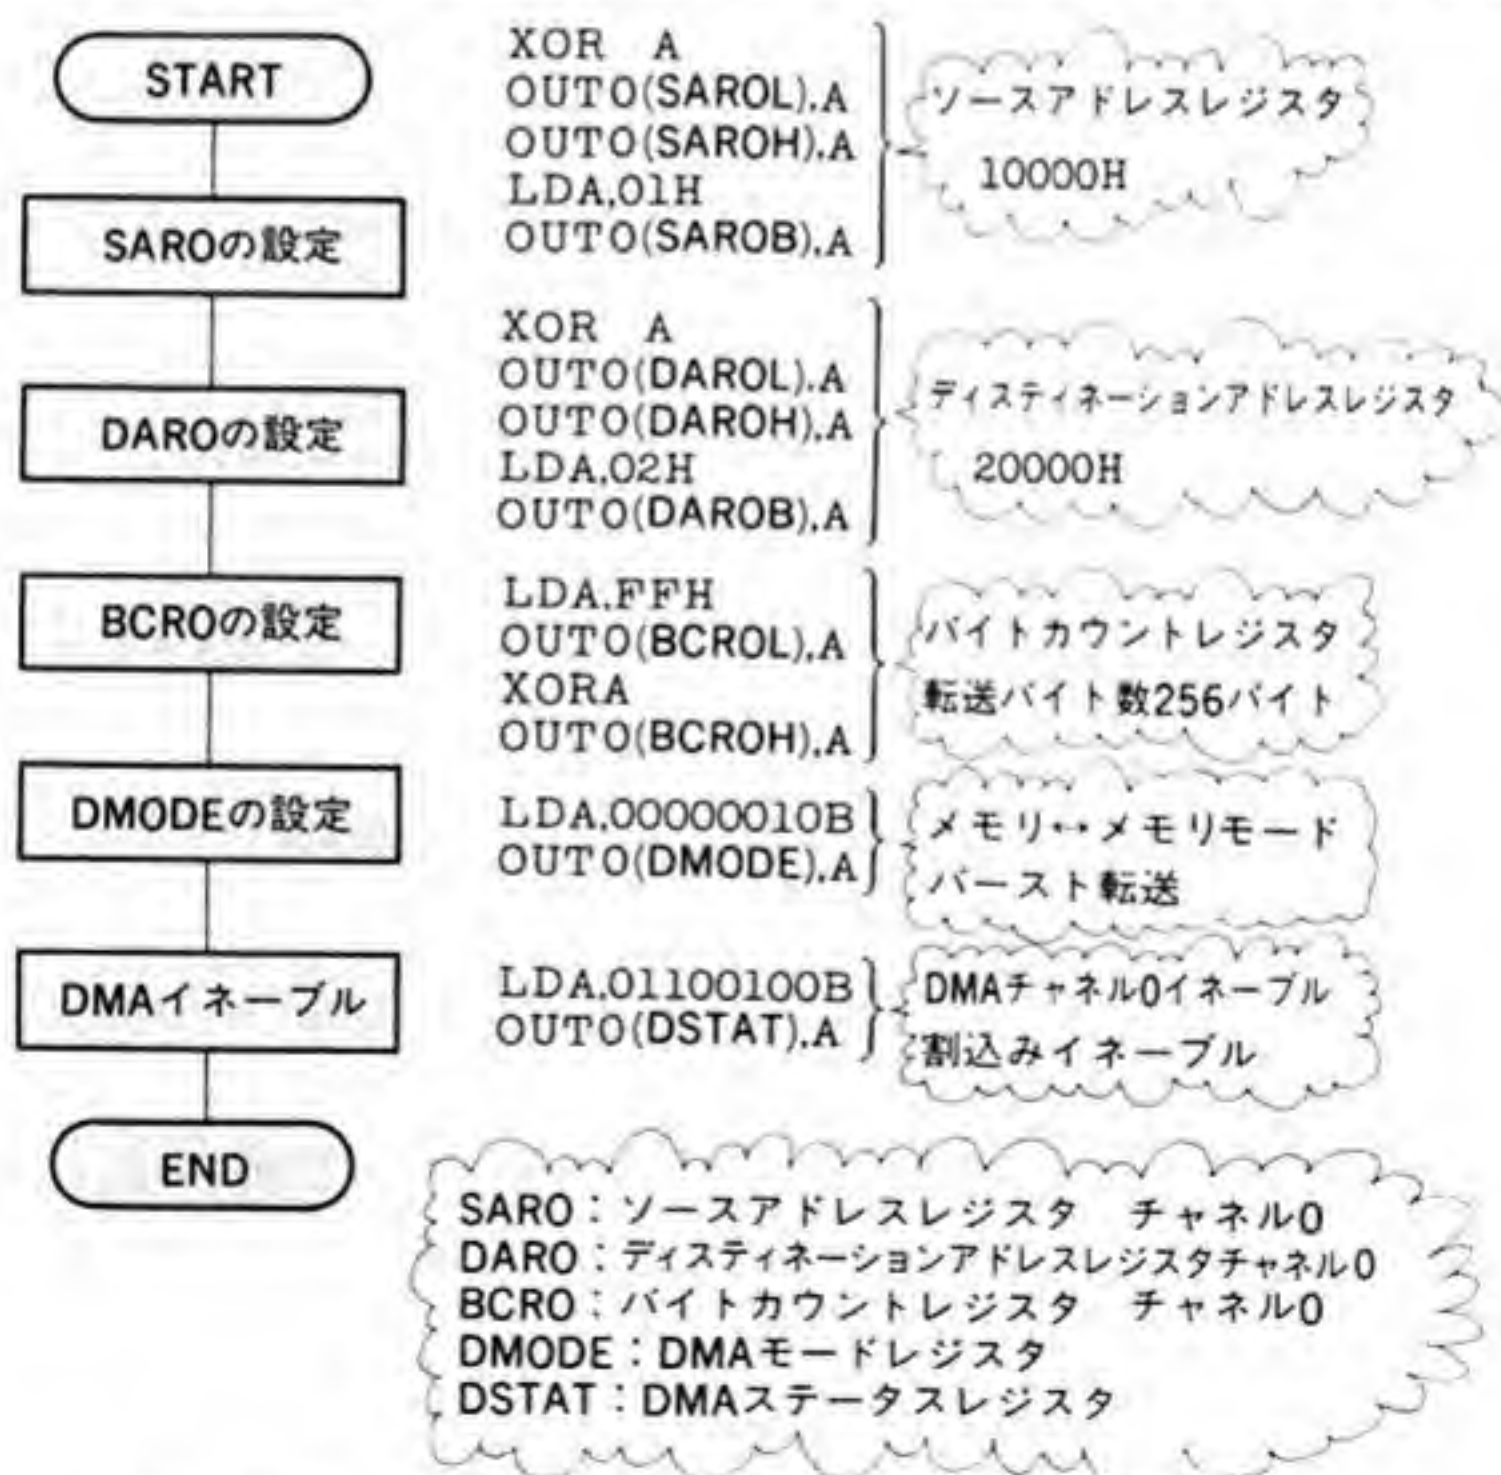 START
SAR0の設定
DAR0の設定
BCR0の設定
DMODEの設定
DMAイネーブル
END
XOR A
OUT0(SAR0L),A
OUT0(SAR0H),A
LDA,01H
OUT0(SAR0B),A
ソースアドレスレジスタ
10000H
XOR A
OUT0(DAR0L),A
OUT0(DAR0H),A
LDA,02H
OUT0(DAR0B),A
ディスティネーションアドレスレジスタ
20000H
LDA,FFH
OUT0(BCR0L),A
XORA
OUT0(BCR0H),A
バイトカウントレジスタ
転送バイト数256バイト
LDA,00000010B
OUT0(DMODE),A
メモリ↔メモリモード
バースト転送
LDA,01100100B
OUT0(DSTAT),A
DMAチャネル0イネーブル
割込みイネーブル
SAR0:ソースアドレスレジスタ チャネル0
DAR0:ディスティネーションアドレスレジスタチャネル0
BCR0:バイトカウントレジスタ チャネル0
DMODE:DMAモードレジスタ
DSTAT:DMAステータスレジスタ